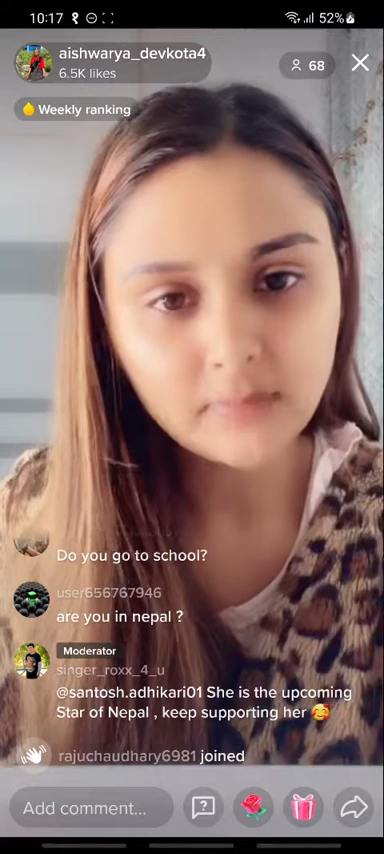 10:17
52%
aishwarya_devkota4
6.5K likes
68
Weekly ranking
Do you go to school?
user656767946
are you in nepal ?
Moderator
singer_roxx_4_u
@santosh.adhikari01 She is the upcoming
Star of Nepal , keep supporting her 🥰
rajuchaudhary6981 joined
Add comment...